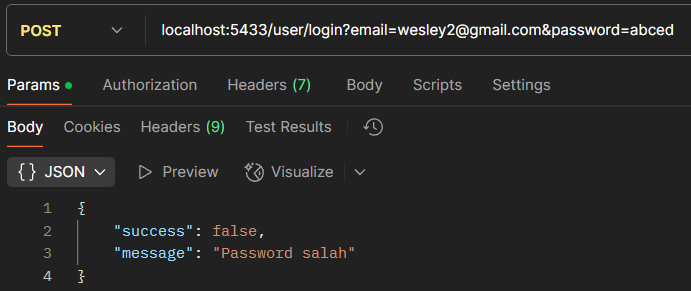 POST localhost:5433/user/login?email=wesley2@gmail.com&password=abced
Params Authorization Headers (7) Body Scripts Settings
Body Cookies Headers (9) Test Results
{} JSON Preview Visualize
1 {
2 "success": false,
3 "message": "Password salah"
4 }